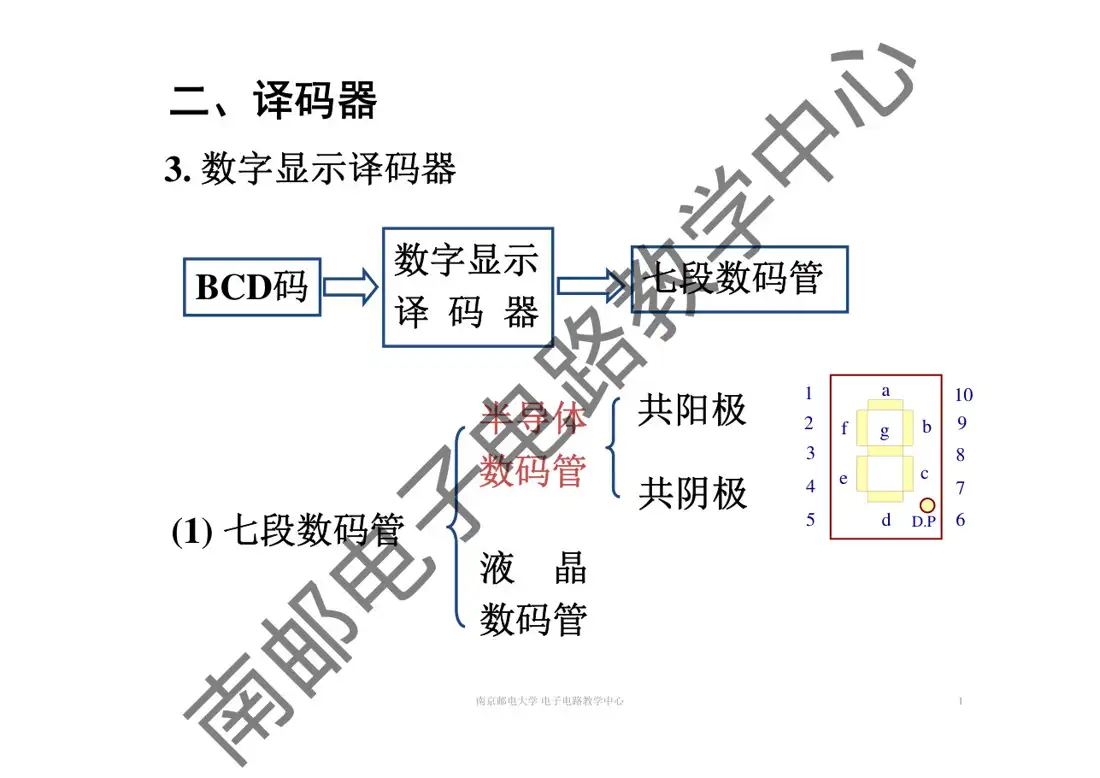 二、译码器
3. 数字显示译码器
BCD码
数字显示
译 码 器
七段数码管
(1) 七段数码管
半导体
数码管
共阳极
共阴极
液 晶
数码管
1
2
3
4
5
a
f
g
b
e
c
d
D.P
10
9
8
7
6
南邮电子电路教学中心
南京邮电大学 电子电路教学中心
1